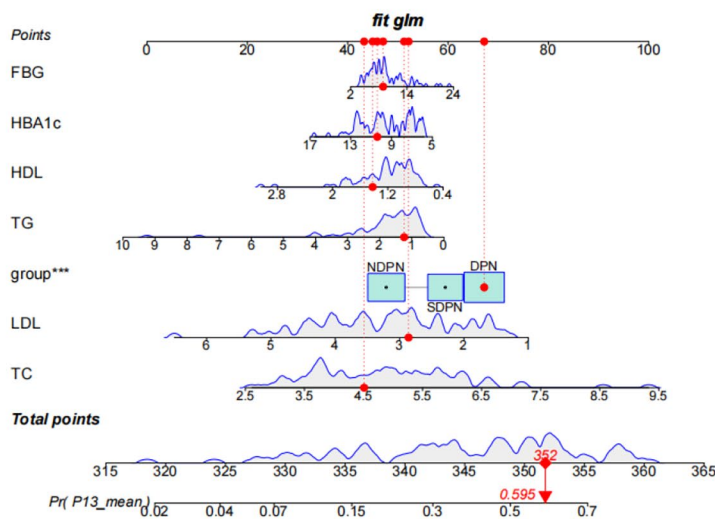 fit glm
Points 0 20 40 60 80 100
FBG
2 14 24
HBA1c
17 13 9 5
HDL
2.8 2 1.2 0.4
TG
10 9 8 7 6 5 4 3 2 1 0
group***
NDPN SDPN DPN
LDL
6 5 4 3 2 1
TC
2.5 3.5 4.5 5.5 6.5 7.5 8.5 9.5
Total points
352
315 320 325 330 335 340 345 350 355 360 365
0.595
Pr( P13_mean )
0.02 0.04 0.07 0.15 0.3 0.5 0.7